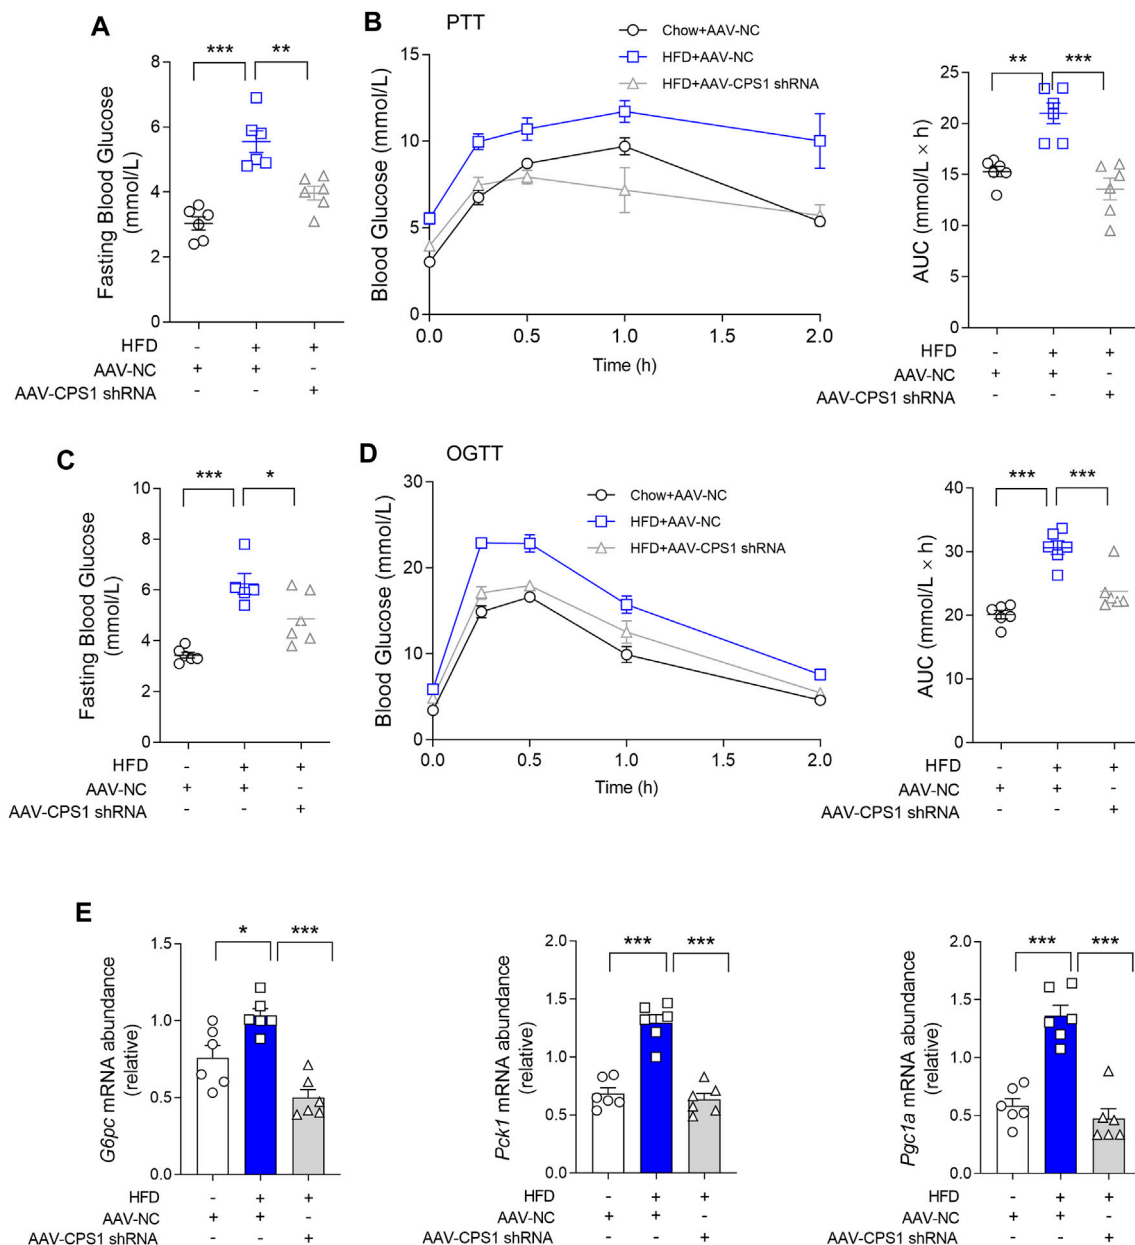 A
Fasting Blood Glucose
(mmol/L)
8
6
4
2
0
***
**
HFD - + +
AAV-NC + + -
AAV-CPS1 shRNA - - +
B
PTT
Chow+AAV-NC
HFD+AAV-NC
HFD+AAV-CPS1 shRNA
Blood Glucose (mmol/L)
15
10
5
0
0.0 0.5 1.0 2.0
Time (h)
AUC (mmol/L × h)
25
20
15
10
5
0
**
***
HFD - + +
AAV-NC + + -
AAV-CPS1 shRNA - - +
C
Fasting Blood Glucose
(mmol/L)
10
8
6
4
2
0
***
*
HFD - + +
AAV-NC + + -
AAV-CPS1 shRNA - - +
D
OGTT
Chow+AAV-NC
HFD+AAV-NC
HFD+AAV-CPS1 shRNA
Blood Glucose (mmol/L)
30
20
10
0
0.0 0.5 1.0 2.0
Time (h)
AUC (mmol/L × h)
40
30
20
10
0
***
***
HFD - + +
AAV-NC + + -
AAV-CPS1 shRNA - - +
E
G6pc mRNA abundance
(relative)
1.5
1.0
0.5
0.0
*
***
HFD - + +
AAV-NC + + -
AAV-CPS1 shRNA - - +
Pck1 mRNA abundance
(relative)
2.0
1.5
1.0
0.5
0.0
***
***
HFD - + +
AAV-NC + + -
AAV-CPS1 shRNA - - +
Pgc1a mRNA abundance
(relative)
2.0
1.5
1.0
0.5
0.0
***
***
HFD - + +
AAV-NC + + -
AAV-CPS1 shRNA - - +